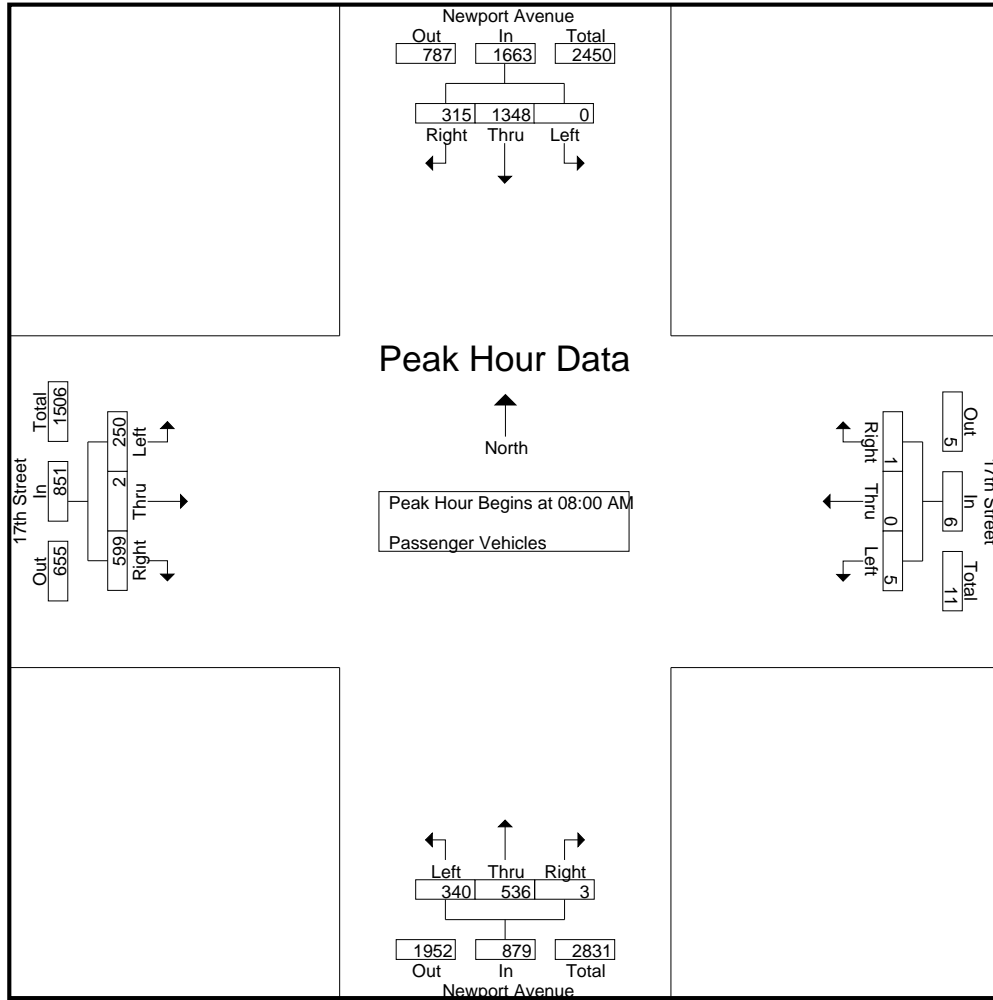 Newport Avenue
Out In Total
787 1663 2450
315 1348 0
Right Thru Left
Peak Hour Data
North
Peak Hour Begins at 08:00 AM
Passenger Vehicles
17th Street
Total In Out
1506 851 655
250 2 599
Left Thru Right
17th Street
Out In Total
5 6 11
Right Thru Left
1 0 5
Left Thru Right
340 536 3
1952 879 2831
Out In Total
Newport Avenue